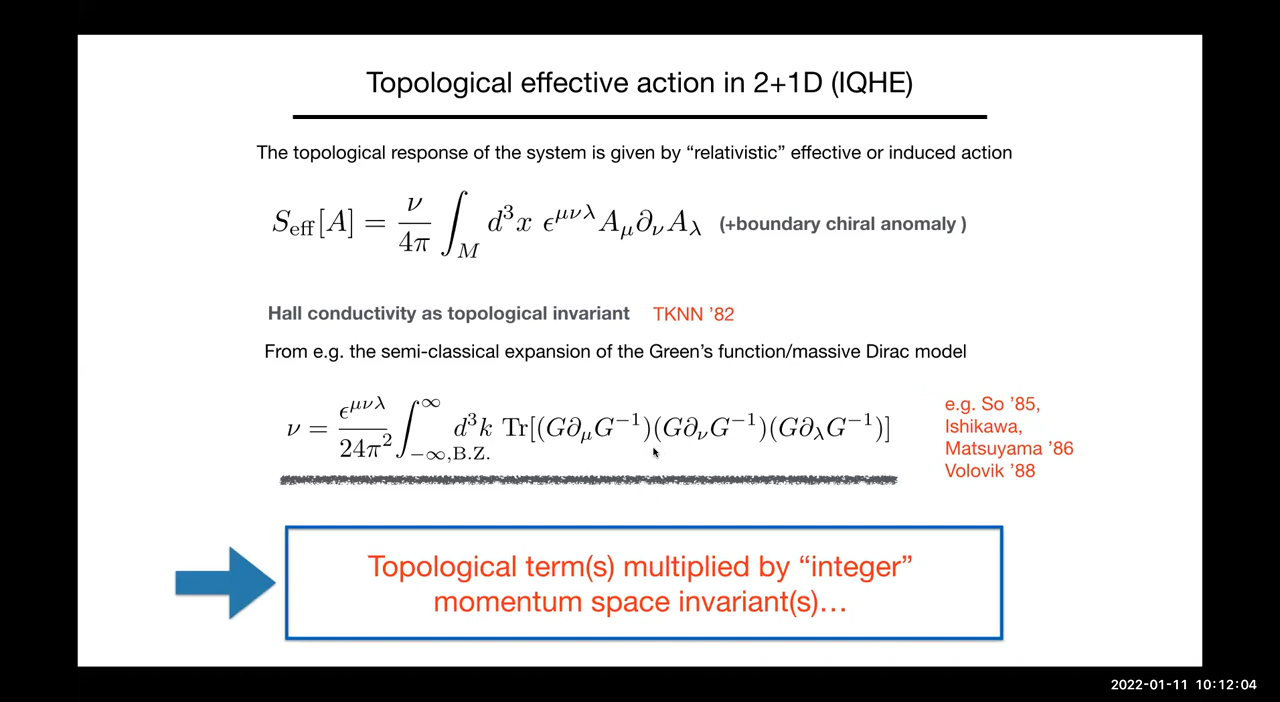 Topological effective action in 2+1D (IQHE)
The topological response of the system is given by “relativistic” effective or induced action
S_eff[A] = ν/4π ∫_M d³x ϵ^{μνλ} A_μ ∂_ν A_λ (+boundary chiral anomaly )
Hall conductivity as topological invariant TKNN ’82
From e.g. the semi-classical expansion of the Green’s function/massive Dirac model
ν = ϵ^{μνλ}/24π² ∫_{−∞,B.Z.}^{∞} d³k Tr[(G∂_μG^{−1})(G∂_νG^{−1})(G∂_λG^{−1})]
e.g. So ’85,
Ishikawa,
Matsuyama ’86
Volovik ’88
Topological term(s) multiplied by “integer”
momentum space invariant(s)…
2022-01-11 10:12:04